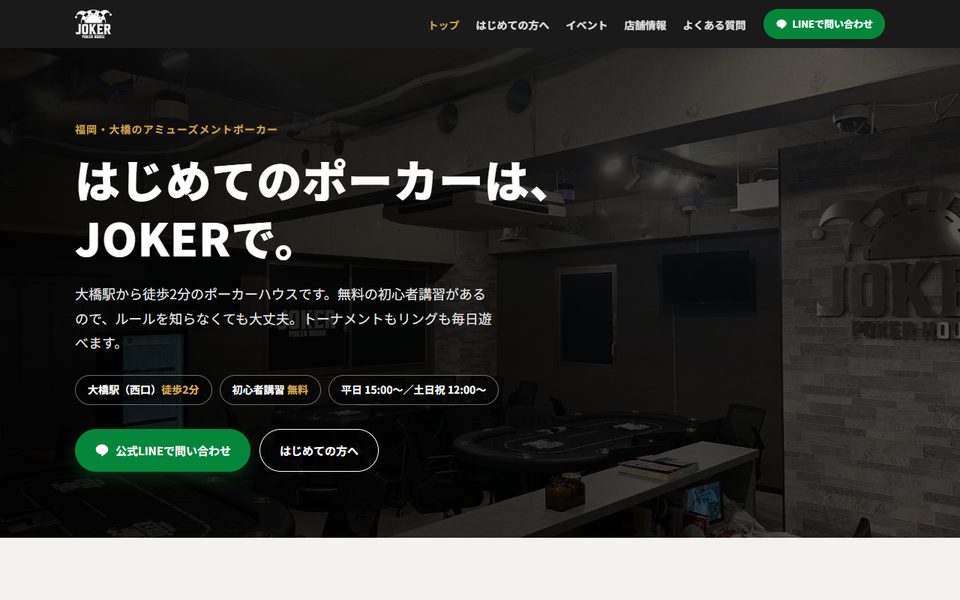 JOKER
POKER HOUSE
トップ
はじめての方へ
イベント
店舗情報
よくある質問
LINEで問い合わせ
福岡・大橋のアミューズメントポーカー
はじめてのポーカーは、
JOKERで。
大橋駅から徒歩2分のポーカーハウスです。無料の初心者講習がある
ので、ルールを知らなくても大丈夫。トーナメントもリングも毎日遊
べます。
大橋駅（西口）徒歩2分
初心者講習 無料
平日 15:00〜／土日祝 12:00〜
公式LINEで問い合わせ
はじめての方へ
JOKER
POKER HOUSE